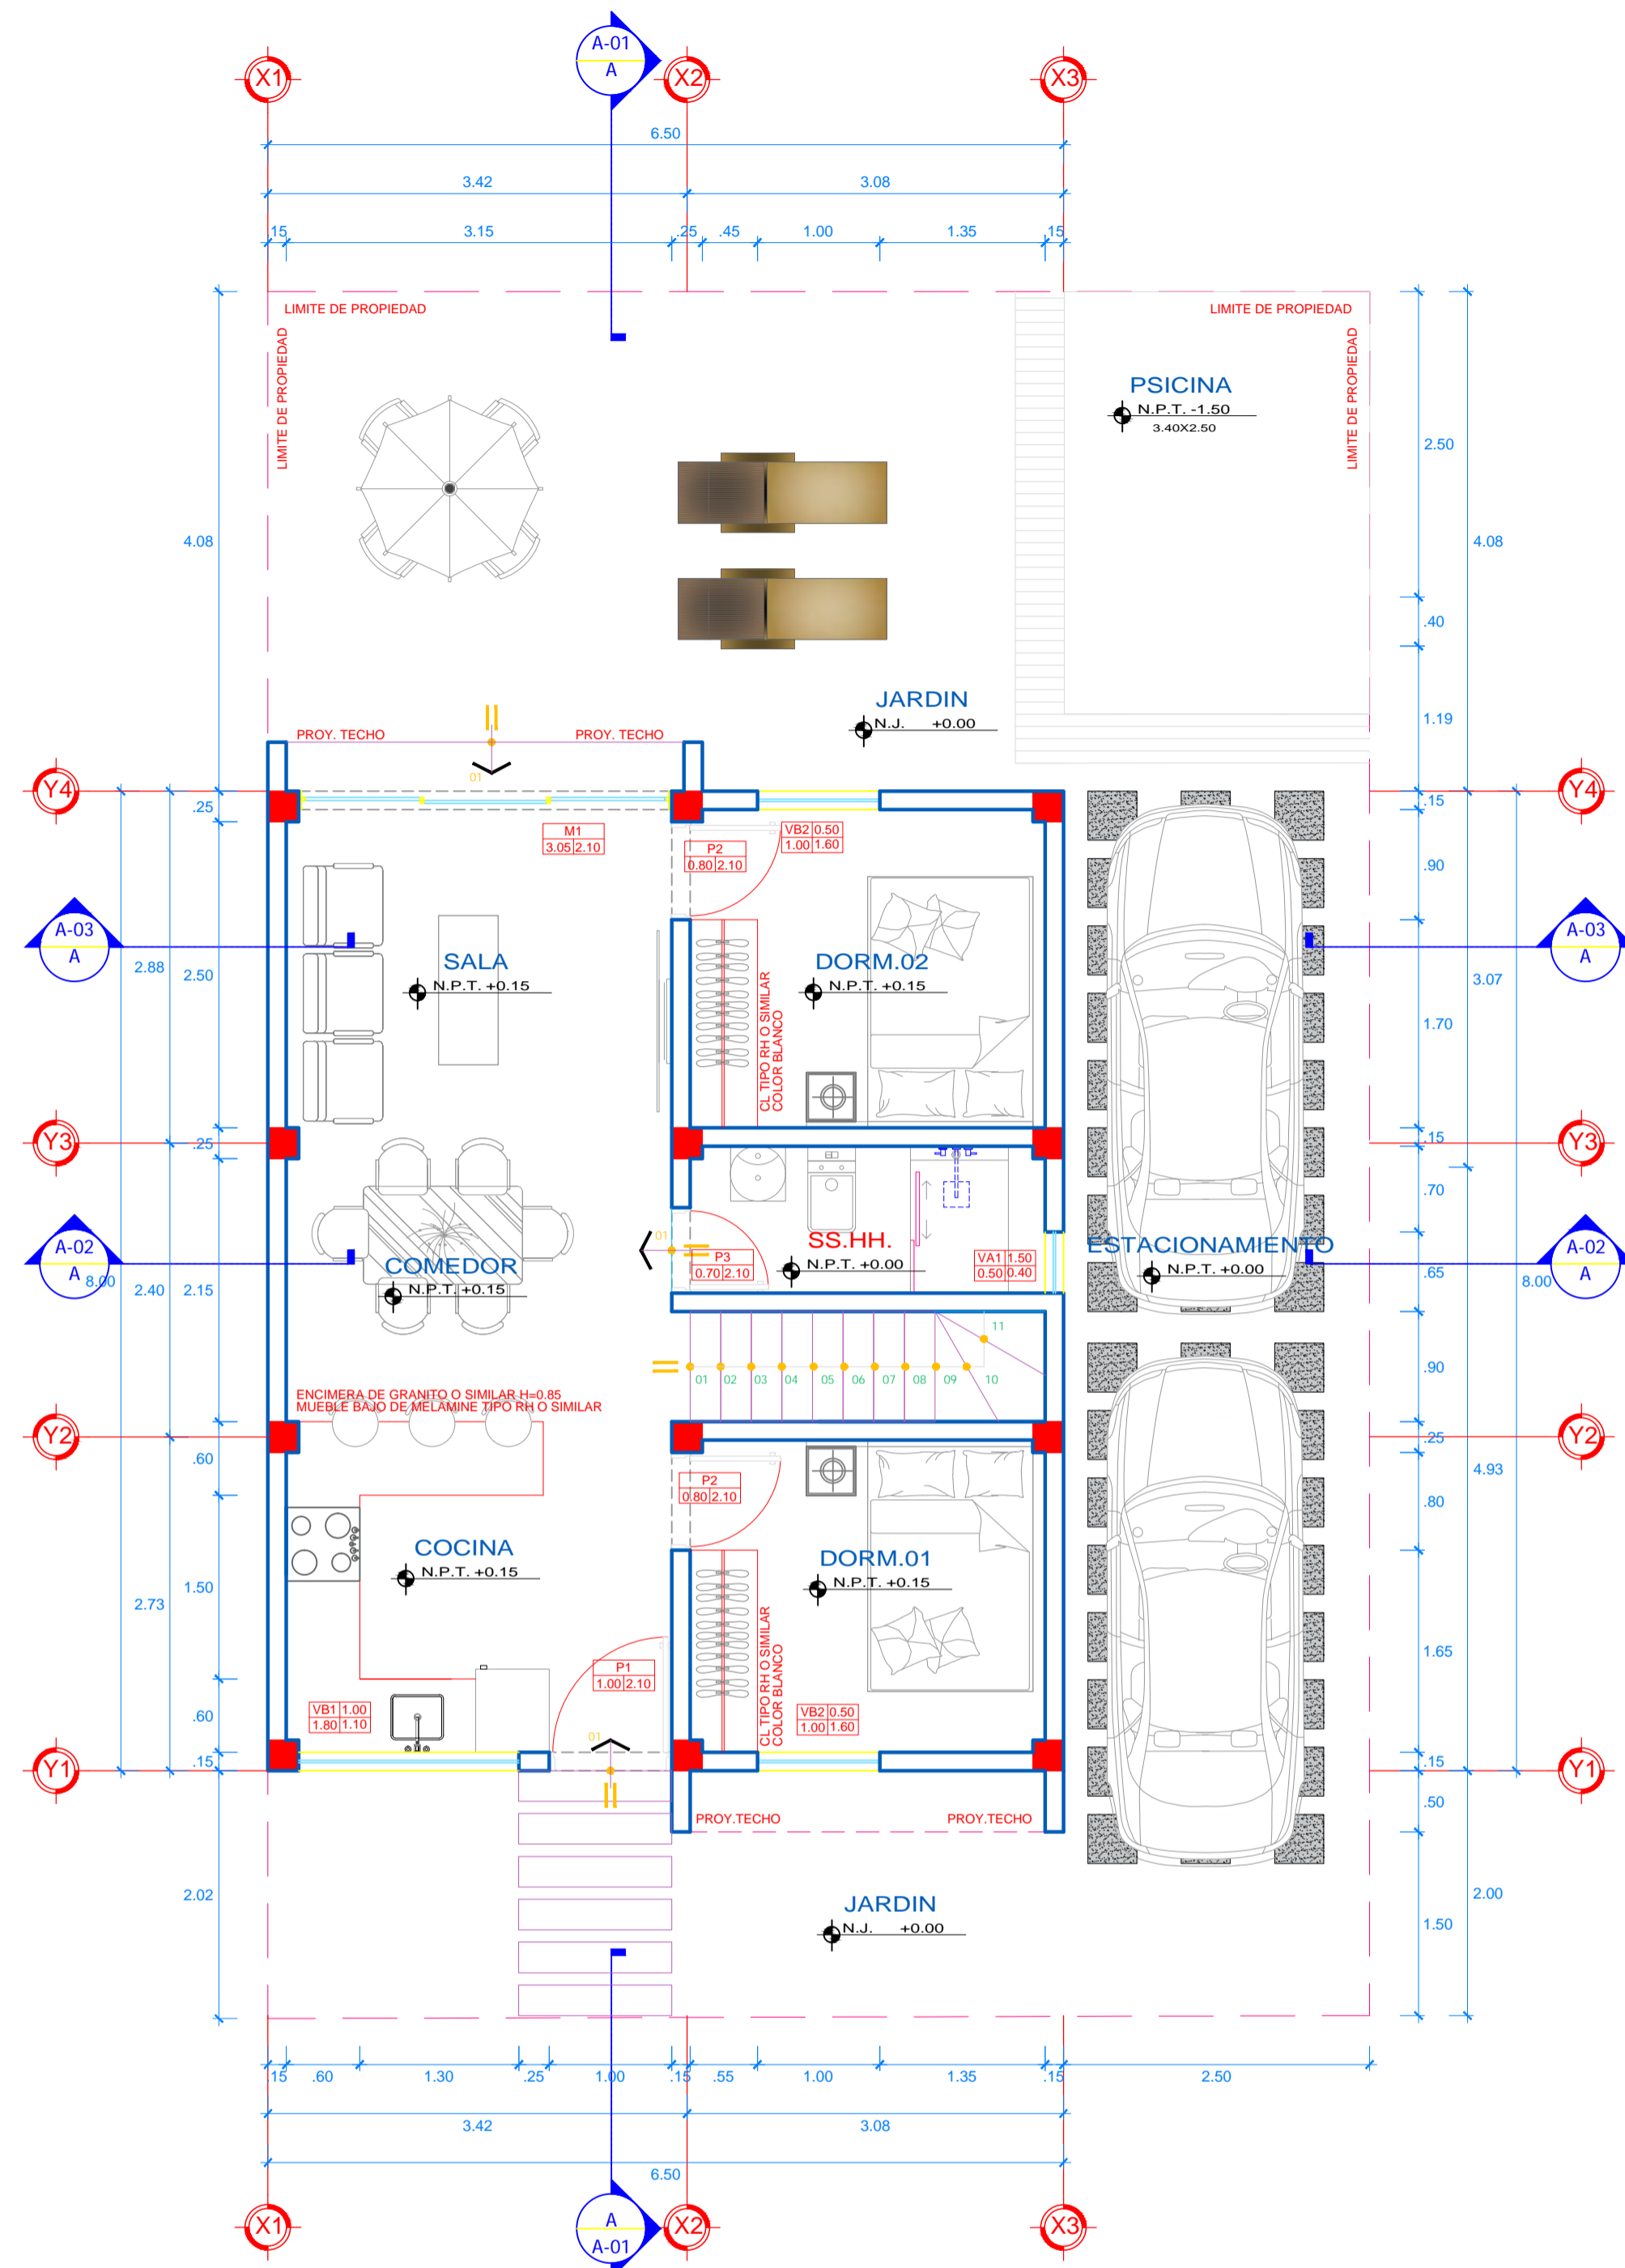 A-01
A
X1
X2
X3
6.50
3.42
3.08
.15
3.15
.25
.45
1.00
1.35
.15
LIMITE DE PROPIEDAD
LIMITE DE PROPIEDAD
LIMITE DE PROPIEDAD
LIMITE DE PROPIEDAD
PSICINA
N.P.T. -1.50
3.40X2.50
2.50
4.08
4.08
.40
1.19
JARDIN
N.J. +0.00
PROY. TECHO
PROY. TECHO
01
Y4
Y4
.25
.15
M1
3.05 2.10
P2
0.80 2.10
VB2 0.50
1.00 1.60
.90
A-03
A
A-03
A
2.88
2.50
SALA
N.P.T. +0.15
DORM.02
N.P.T. +0.15
CL TIPO RH O SIMILAR
COLOR BLANCO
3.07
1.70
Y3
Y3
.25
.15
.70
A-02
A
A-02
A
8.00
2.40
2.15
COMEDOR
N.P.T. +0.15
01
P3
0.70 2.10
SS.HH.
N.P.T. +0.00
VA1 1.50
0.50 0.40
ESTACIONAMIENTO
N.P.T. +0.00
.65
8.00
11
01
02
03
04
05
06
07
08
09
10
.90
ENCIMERA DE GRANITO O SIMILAR H=0.85
MUEBLE BAJO DE MELAMINE TIPO RH O SIMILAR
Y2
Y2
.25
.60
4.93
P2
0.80 2.10
.80
COCINA
N.P.T. +0.15
DORM.01
N.P.T. +0.15
1.50
2.73
CL TIPO RH O SIMILAR
COLOR BLANCO
1.65
P1
1.00 2.10
VB1 1.00
1.80 1.10
VB2 0.50
1.00 1.60
.60
01
.15
.15
Y1
Y1
.50
PROY.TECHO
PROY.TECHO
2.02
2.00
JARDIN
N.J. +0.00
1.50
.15
.60
1.30
.25
1.00
.15
.55
1.00
1.35
.15
2.50
3.42
3.08
6.50
X1
A
A-01
X2
X3